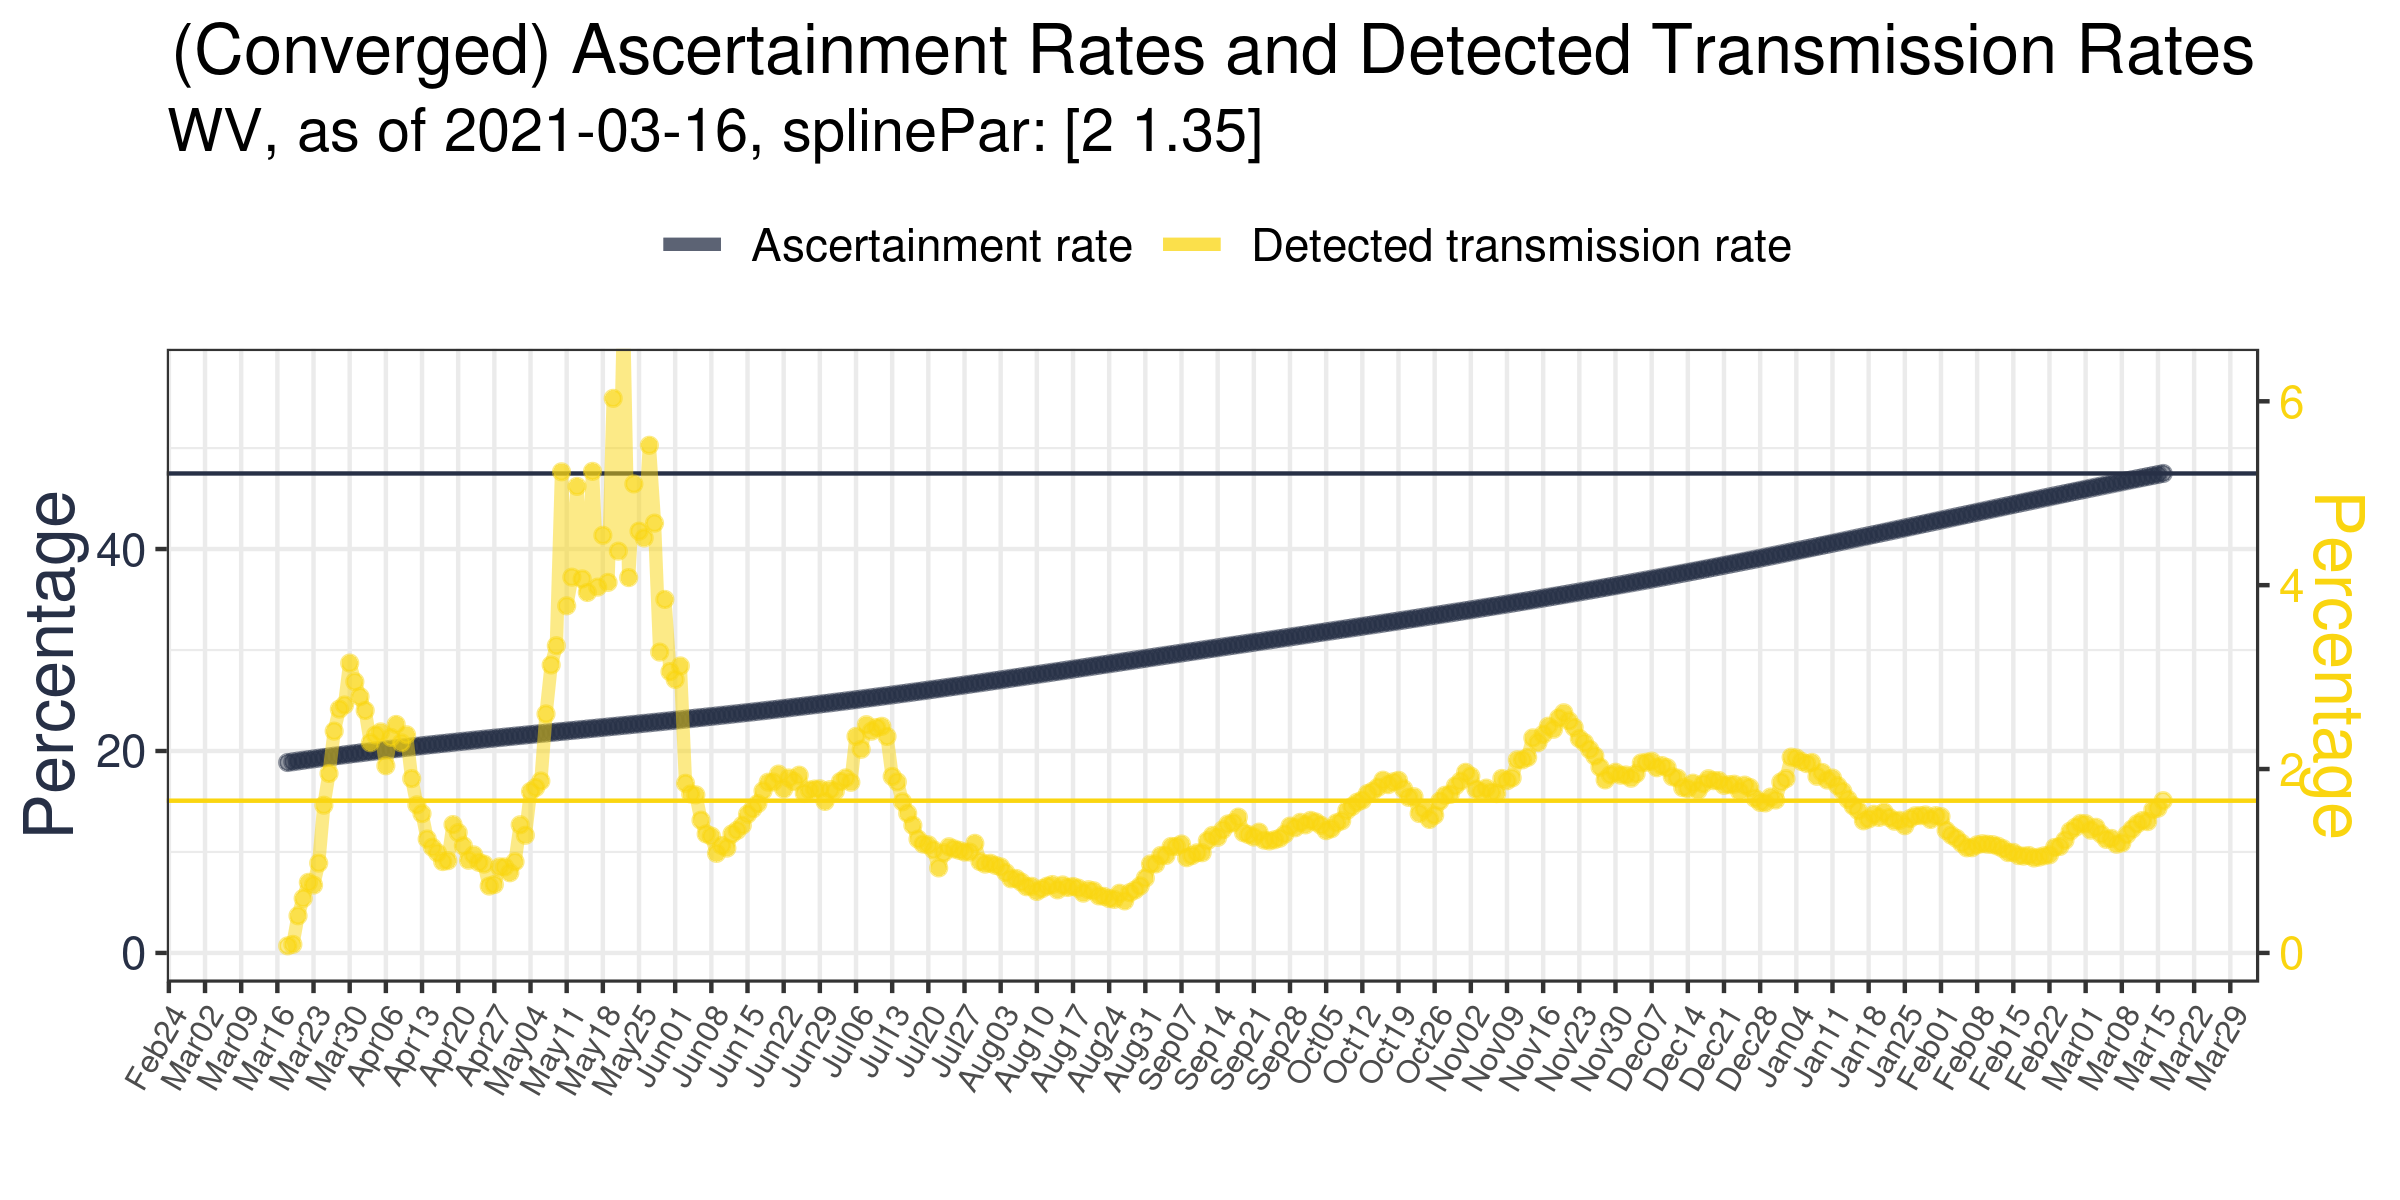 (Converged) Ascertainment Rates and Detected Transmission Rates
WV, as of 2021-03-16, splinePar: [2 1.35]
Ascertainment rate Detected transmission rate
Percentage
40
20
0
6
4
2
0
Percentage
Feb24 Mar02 Mar09 Mar16 Mar23 Mar30 Apr06 Apr13 Apr20 Apr27 May04 May11 May18 May25 Jun01 Jun08 Jun15 Jun22 Jun29 Jul06 Jul13 Jul20 Jul27 Aug03 Aug10 Aug17 Aug24 Aug31 Sep07 Sep14 Sep21 Sep28 Oct05 Oct12 Oct19 Oct26 Nov02 Nov09 Nov16 Nov23 Nov30 Dec07 Dec14 Dec21 Dec28 Jan04 Jan11 Jan18 Jan25 Feb01 Feb08 Feb15 Feb22 Mar01 Mar08 Mar15 Mar22 Mar29